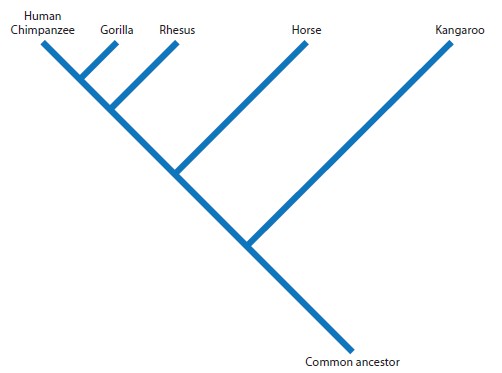 Human
Chimpanzee
Gorilla
Rhesus
Horse
Kangaroo
Common ancestor